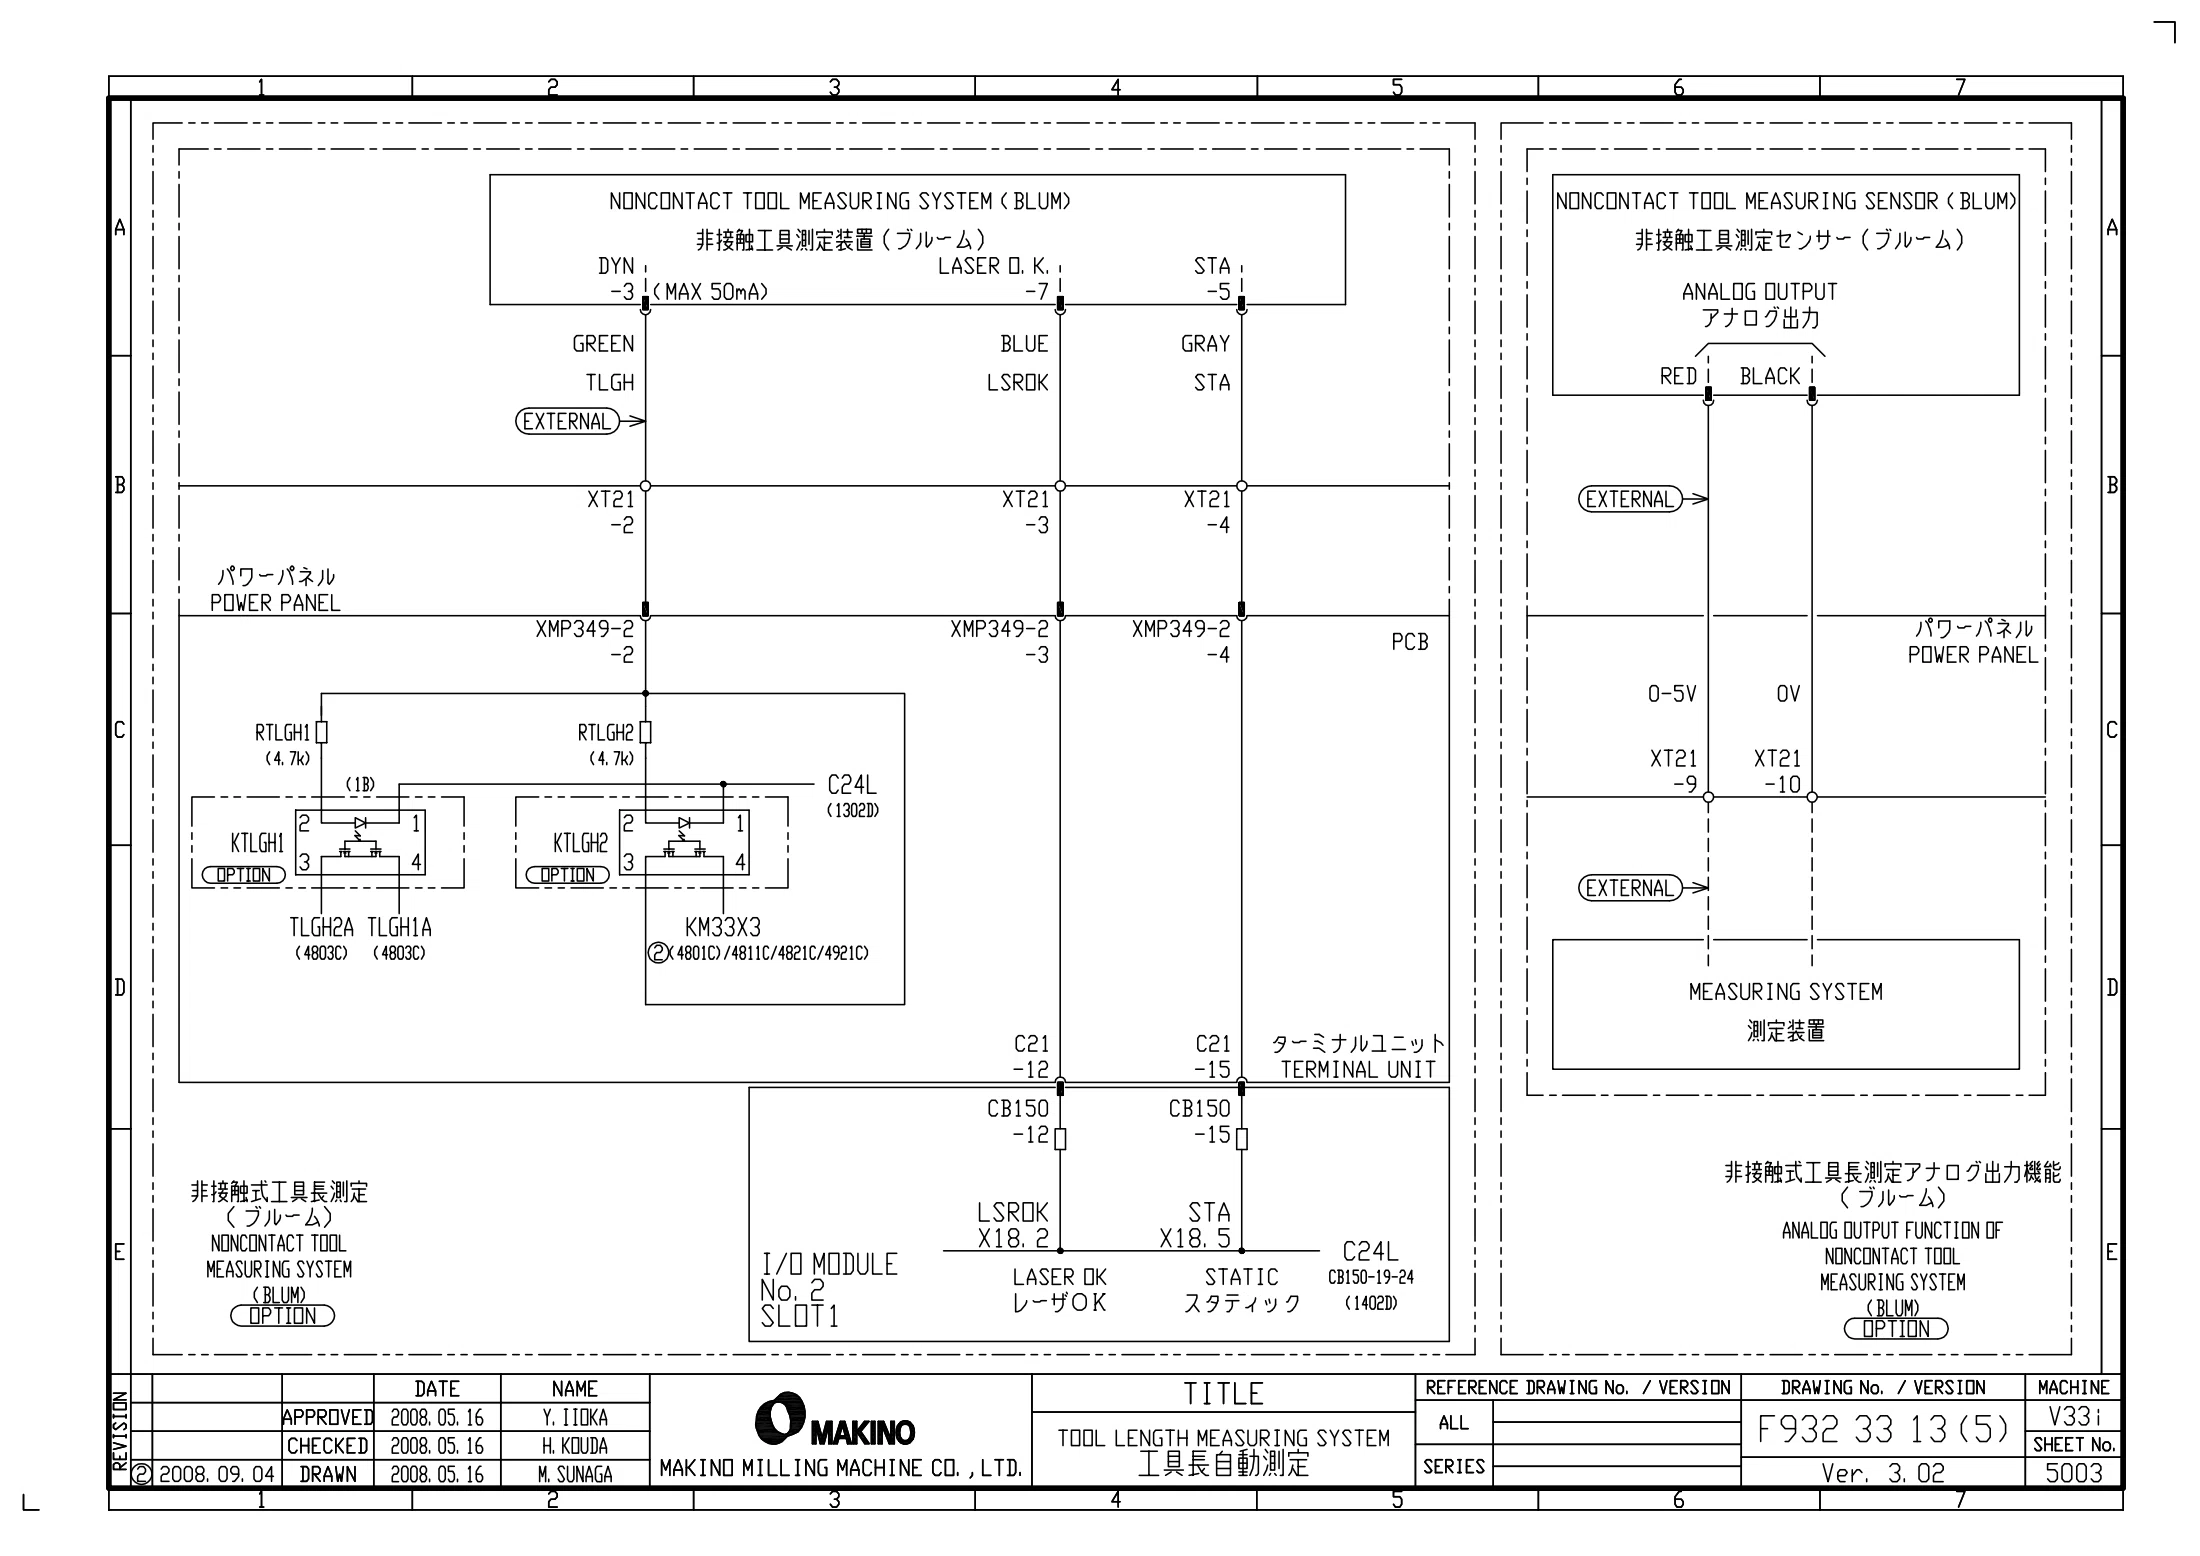 1 2 3 4 5 6 7
A A
B B
C C
D D
E E
NONCONTACT TOOL MEASURING SYSTEM (BLUM)
非接触工具測定装置(ブルーム)
DYN LASER O.K. STA
-3 (MAX 50mA) -7 -5
GREEN BLUE GRAY
TLGH LSROK STA
EXTERNAL
XT21 XT21 XT21
-2 -3 -4
パワーパネル
POWER PANEL
XMP349-2 XMP349-2 XMP349-2
-2 -3 -4
PCB
RTLGH1 RTLGH2
(4.7k) (4.7k)
(1B) C24L
(1302D)
2 1 2 1
KTLGH1 KTLGH2
3 4 3 4
OPTION OPTION
TLGH2A TLGH1A KM33X3
(4803C) (4803C) ②(4801C)/4811C/4821C/4921C)
C21 C21 ターミナルユニット
-12 -15 TERMINAL UNIT
CB150 CB150
-12 -15
LSROK STA
X18.2 X18.5
C24L
I/O MODULE
No.2
SLOT1
LASER OK STATIC CB150-19-24
レーザOK スタティック (1402D)
非接触式工具長測定
(ブルーム)
NONCONTACT TOOL
MEASURING SYSTEM
(BLUM)
OPTION
NONCONTACT TOOL MEASURING SENSOR (BLUM)
非接触工具測定センサー(ブルーム)
ANALOG OUTPUT
アナログ出力
RED BLACK
EXTERNAL
パワーパネル
POWER PANEL
0-5V 0V
XT21 XT21
-9 -10
EXTERNAL
MEASURING SYSTEM
測定装置
非接触式工具長測定アナログ出力機能
(ブルーム)
ANALOG OUTPUT FUNCTION OF
NONCONTACT TOOL
MEASURING SYSTEM
(BLUM)
OPTION
REVISION
② 2008.09.04
DATE NAME
APPROVED 2008.05.16 Y.IIOKA
CHECKED 2008.05.16 H.KOUDA
DRAWN 2008.05.16 M.SUNAGA
MAKINO
MAKINO MILLING MACHINE CO.,LTD.
TITLE
TOOL LENGTH MEASURING SYSTEM
工具長自動測定
REFERENCE DRAWING No. / VERSION
ALL
SERIES
DRAWING No. / VERSION
F932 33 13(5)
Ver. 3.02
MACHINE
V33i
SHEET No.
5003
1 2 3 4 5 6 7